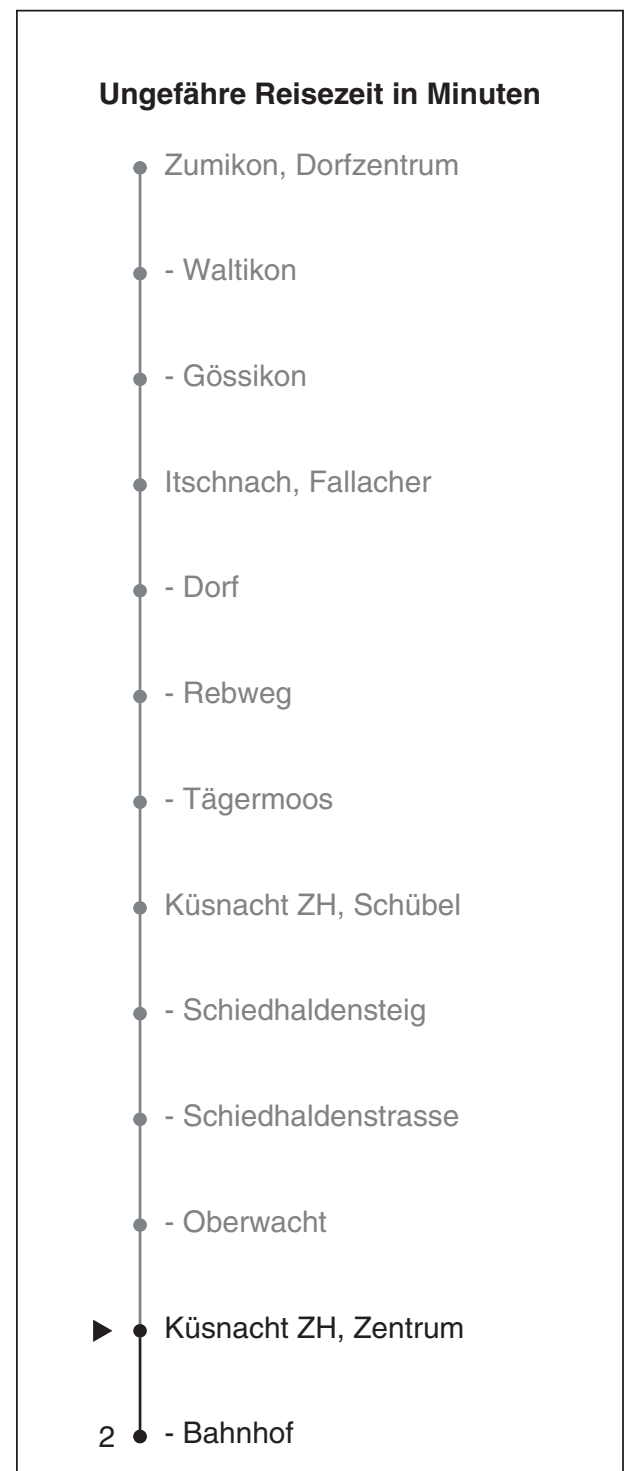 Ungefähre Reisezeit in Minuten
Zumikon, Dorfzentrum
- Waltikon
- Gössikon
Itschnach, Fallacher
- Dorf
- Rebweg
- Tägermoos
Küsnacht ZH, Schübel
- Schiedhaldensteig
- Schiedhaldenstrasse
- Oberwacht
Küsnacht ZH, Zentrum
2 - Bahnhof